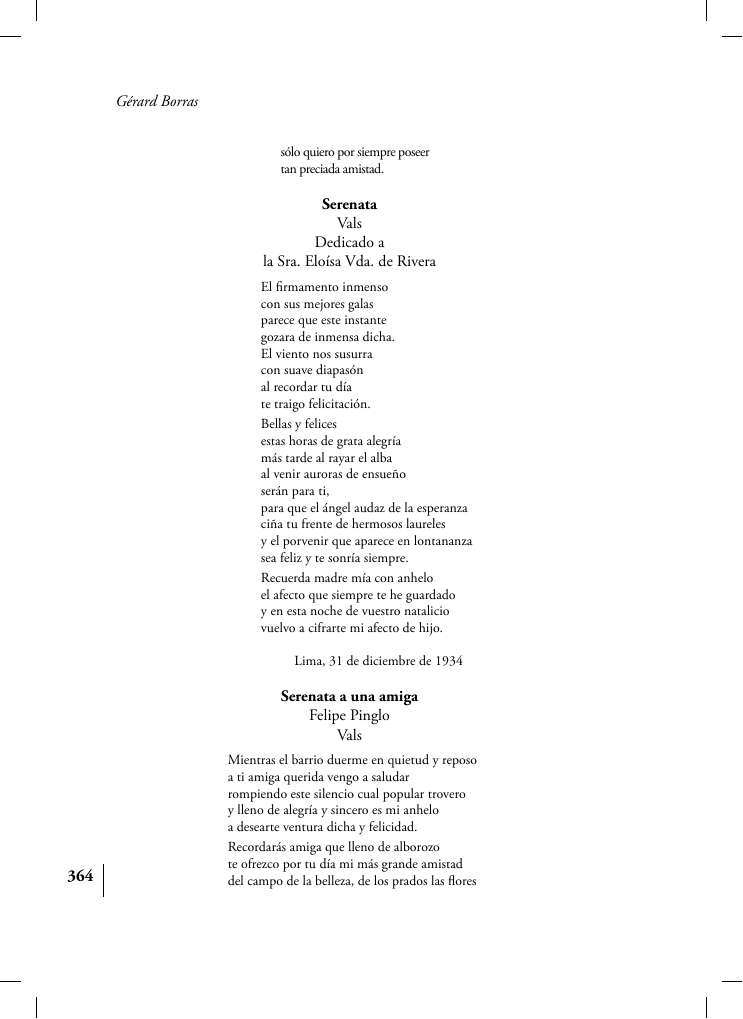 Gérard Borras
sólo quiero por siempre poseer
tan preciada amistad.
Serenata
Vals
Dedicado a
la Sra. Eloísa Vda. de Rivera
El firmamento inmenso
con sus mejores galas
parece que este instante
gozara de inmensa dicha.
El viento nos susurra
con suave diapasón
al recordar tu día
te traigo felicitación.
Bellas y felices
estas horas de grata alegría
más tarde al rayar el alba
al venir auroras de ensueño
serán para ti,
para que el ángel audaz de la esperanza
ciña tu frente de hermosos laureles
y el porvenir que aparece en lontananza
sea feliz y te sonría siempre.
Recuerda madre mía con anhelo
el afecto que siempre te he guardado
y en esta noche de vuestro natalicio
vuelvo a cifrarte mi afecto de hijo.
Lima, 31 de diciembre de 1934
Serenata a una amiga
Felipe Pinglo
Vals
Mientras el barrio duerme en quietud y reposo
a ti amiga querida vengo a saludar
rompiendo este silencio cual popular trovero
y lleno de alegría y sincero es mi anhelo
a desearte ventura dicha y felicidad.
Recordarás amiga que lleno de alborozo
te ofrezco por tu día mi más grande amistad
del campo de la belleza, de los prados las flores
364